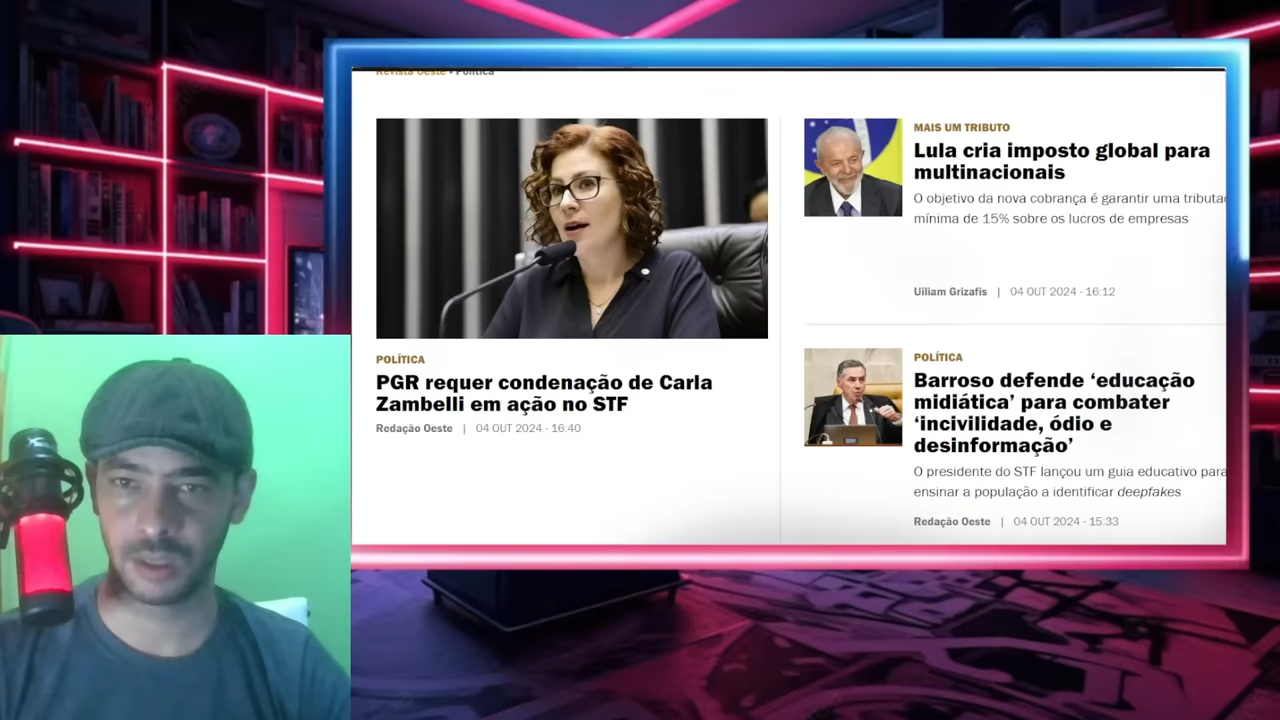 Revista Oeste • Política
POLÍTICA
PGR requer condenação de Carla
Zambelli em ação no STF
Redação Oeste | 04 OUT 2024 - 16:40
MAIS UM TRIBUTO
Lula cria imposto global para
multinacionais
O objetivo da nova cobrança é garantir uma tributaç
mínima de 15% sobre os lucros de empresas
Uiliam Grizafis | 04 OUT 2024 - 16:12
POLÍTICA
Barroso defende ‘educação
midiática’ para combater
‘incivilidade, ódio e
desinformação’
O presidente do STF lançou um guia educativo para
ensinar a população a identificar deepfakes
Redação Oeste | 04 OUT 2024 - 15:33